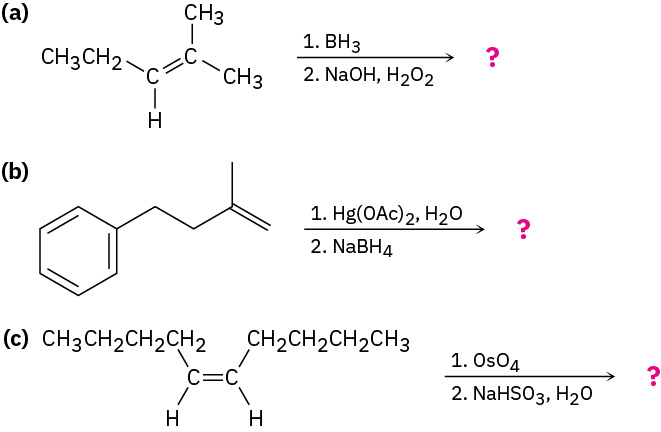 (a)
CH₃
CH₃CH₂ C C CH₃
H
1. BH₃
2. NaOH, H₂O₂
?
(b)
1. Hg(OAc)₂, H₂O
2. NaBH₄
?
(c) CH₃CH₂CH₂CH₂ CH₂CH₂CH₂CH₃
C=C
H H
1. OsO₄
2. NaHSO₃, H₂O
?